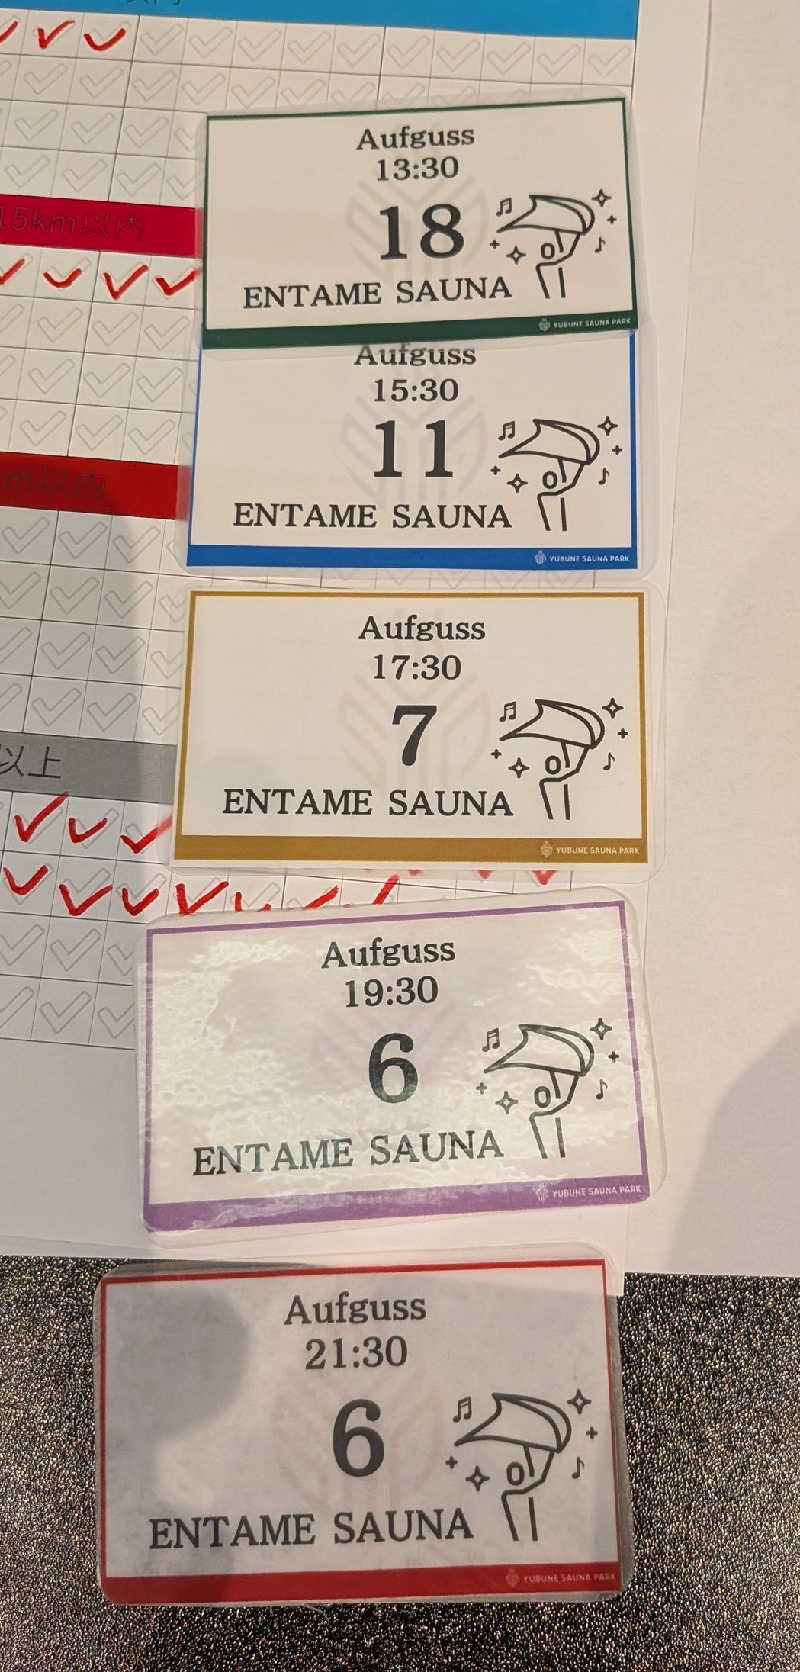 15km以内
Aufguss
13:30
18
ENTAME SAUNA
YUBUNE SAUNA PARK
Aufguss
15:30
11
ENTAME SAUNA
YUBUNE SAUNA PARK
km以内
Aufguss
17:30
7
ENTAME SAUNA
YUBUNE SAUNA PARK
以上
Aufguss
19:30
6
ENTAME SAUNA
YUBUNE SAUNA PARK
Aufguss
21:30
6
ENTAME SAUNA
YUBUNE SAUNA PARK